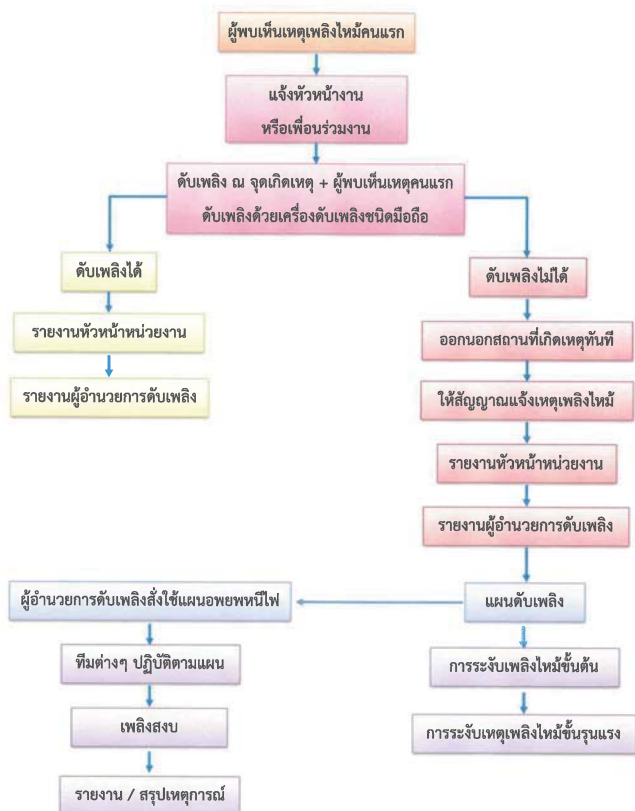 ผู้พบเห็นเหตุเพลิงไหม้คนแรก
แจ้งหัวหน้างาน
หรือเพื่อนร่วมงาน
ดับเพลิง ณ จุดเกิดเหตุ + ผู้พบเห็นเหตุคนแรก
ดับเพลิงด้วยเครื่องดับเพลิงชนิดมือถือ
ดับเพลิงได้
รายงานหัวหน้าหน่วยงาน
รายงานผู้อำนวยการดับเพลิง
ดับเพลิงไม่ได้
ออกนอกสถานที่เกิดเหตุทันที
ให้สัญญาณแจ้งเหตุเพลิงไหม้
รายงานหัวหน้าหน่วยงาน
รายงานผู้อำนวยการดับเพลิง
แผนดับเพลิง
การระงับเพลิงไหม้ขั้นต้น
การระงับเหตุเพลิงไหม้ขั้นรุนแรง
ผู้อำนวยการดับเพลิงสั่งใช้แผนอพยพหนีไฟ
ทีมต่างๆ ปฏิบัติตามแผน
เพลิงสงบ
รายงาน / สรุปเหตุการณ์